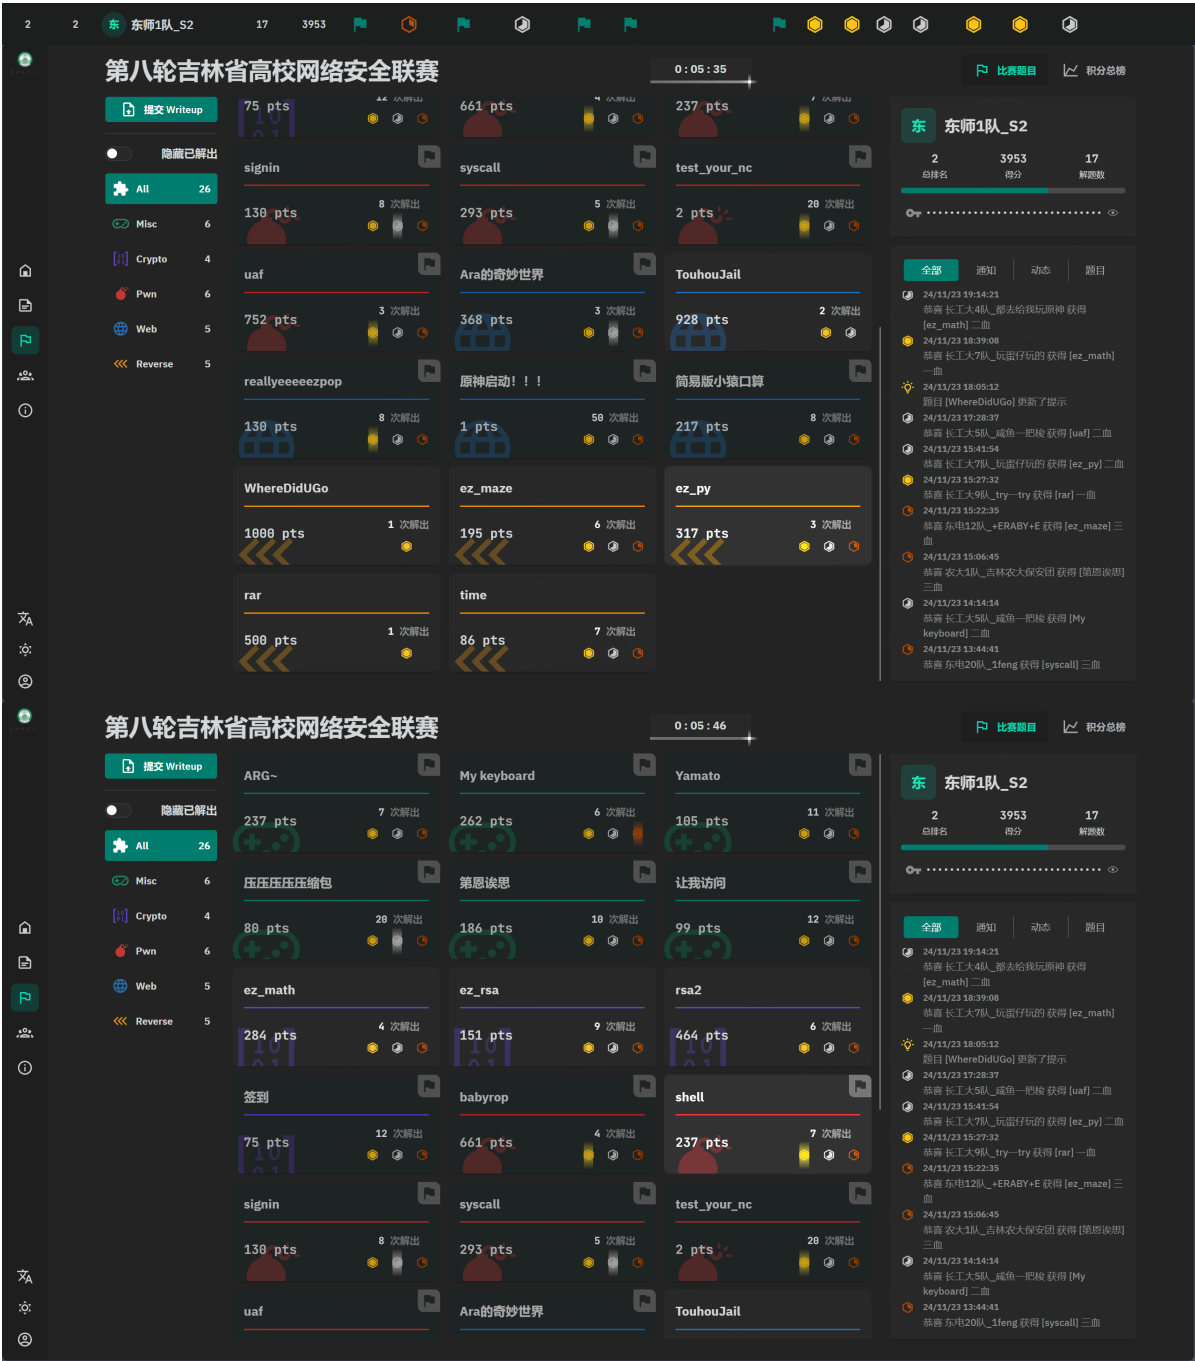 2 2 东 东师1队_S2 17 3953
第八轮吉林省高校网络安全联赛
0 : 05 : 35
比赛题目 积分总榜
提交 Writeup
隐藏已解出
All 26
Misc 6
Crypto 4
Pwn 6
Web 5
Reverse 5
75 pts 12 次解出
661 pts 4 次解出
237 pts 7 次解出
signin
130 pts 8 次解出
syscall
293 pts 5 次解出
test_your_nc
2 pts 20 次解出
uaf
752 pts 3 次解出
Ara的奇妙世界
368 pts 3 次解出
TouhouJail
928 pts 2 次解出
reallyeeeeezpop
130 pts 8 次解出
原神启动！！！
1 pts 50 次解出
简易版小猿口算
217 pts 8 次解出
WhereDidUGo
1000 pts 1 次解出
ez_maze
195 pts 6 次解出
ez_py
317 pts 3 次解出
rar
500 pts 1 次解出
time
86 pts 7 次解出
东 东师1队_S2
2 3953 17
总排名 得分 解题数
全部 通知 动态 题目
24/11/23 19:14:21
恭喜 长工大4队_都去给我玩原神 获得
[ez_math] 二血
24/11/23 18:39:08
恭喜 长工大7队_玩蛋仔玩的 获得 [ez_math]
一血
24/11/23 18:05:12
题目 [WhereDidUGo] 更新了提示
24/11/23 17:28:37
恭喜 长工大5队_咸鱼一把梭 获得 [uaf] 二血
24/11/23 15:41:54
恭喜 长工大7队_玩蛋仔玩的 获得 [ez_py] 二血
24/11/23 15:27:32
恭喜 长工大9队_try一try 获得 [rar] 一血
24/11/23 15:22:35
恭喜 东电12队_+ERABY+E 获得 [ez_maze] 三
血
24/11/23 15:06:45
恭喜 农大1队_吉林农大保安团 获得 [第恩诶思]
三血
24/11/23 14:14:14
恭喜 长工大5队_咸鱼一把梭 获得 [My
keyboard] 二血
24/11/23 13:44:41
恭喜 东电20队_1feng 获得 [syscall] 三血
第八轮吉林省高校网络安全联赛
0 : 05 : 46
比赛题目 积分总榜
提交 Writeup
隐藏已解出
All 26
Misc 6
Crypto 4
Pwn 6
Web 5
Reverse 5
ARG~
237 pts 7 次解出
My keyboard
262 pts 6 次解出
Yamato
105 pts 11 次解出
压压压压压缩包
80 pts 20 次解出
第恩诶思
186 pts 10 次解出
让我访问
99 pts 12 次解出
ez_math
284 pts 4 次解出
ez_rsa
151 pts 9 次解出
rsa2
464 pts 6 次解出
签到
75 pts 12 次解出
babyrop
661 pts 4 次解出
shell
237 pts 7 次解出
signin
130 pts 8 次解出
syscall
293 pts 5 次解出
test_your_nc
2 pts 20 次解出
uaf
Ara的奇妙世界
TouhouJail
东 东师1队_S2
2 3953 17
总排名 得分 解题数
全部 通知 动态 题目
24/11/23 19:14:21
恭喜 长工大4队_都去给我玩原神 获得
[ez_math] 二血
24/11/23 18:39:08
恭喜 长工大7队_玩蛋仔玩的 获得 [ez_math]
一血
24/11/23 18:05:12
题目 [WhereDidUGo] 更新了提示
24/11/23 17:28:37
恭喜 长工大5队_咸鱼一把梭 获得 [uaf] 二血
24/11/23 15:41:54
恭喜 长工大7队_玩蛋仔玩的 获得 [ez_py] 二血
24/11/23 15:27:32
恭喜 长工大9队_try一try 获得 [rar] 一血
24/11/23 15:22:35
恭喜 东电12队_+ERABY+E 获得 [ez_maze] 三
血
24/11/23 15:06:45
恭喜 农大1队_吉林农大保安团 获得 [第恩诶思]
三血
24/11/23 14:14:14
恭喜 长工大5队_咸鱼一把梭 获得 [My
keyboard] 二血
24/11/23 13:44:41
恭喜 东电20队_1feng 获得 [syscall] 三血